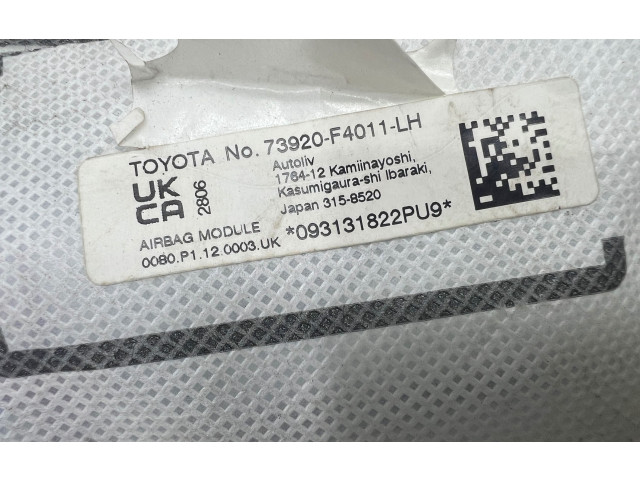 TOYOTA No. 73920-F4011-LH
UK
CA
2806
Autoliv
1764-12 Kamiinayoshi,
Kasumigaura-shi Ibaraki,
Japan 315-8520
AIRBAG MODULE
0080.P1.12.0003.UK
*093131822PU9*